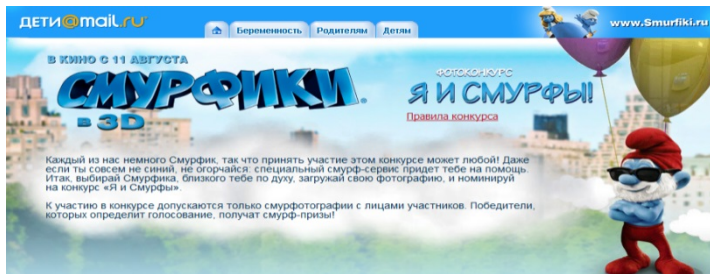 ДЕТИ@mail.ru
Беременность Родителям Детям
www.Smurfiki.ru
В КИНО С 11 АВГУСТА
СМУРФИКИ
В 3D
ФОТОКОНКУРС
Я И СМУРФЫ!
Правила конкурса
Каждый из нас немного Смурфик, так что принять участие этом конкурсе может любой! Даже
если ты совсем не синий, не огорчайся: специальный смурф-сервис придет тебе на помощь.
Итак, выбирай Смурфика, близкого тебе по духу, загружай свою фотографию, и номинируй
на конкурс «Я и Смурфы».
К участию в конкурсе допускаются только смурфотографии с лицами участников. Победители,
которых определит голосование, получат смурф-призы!